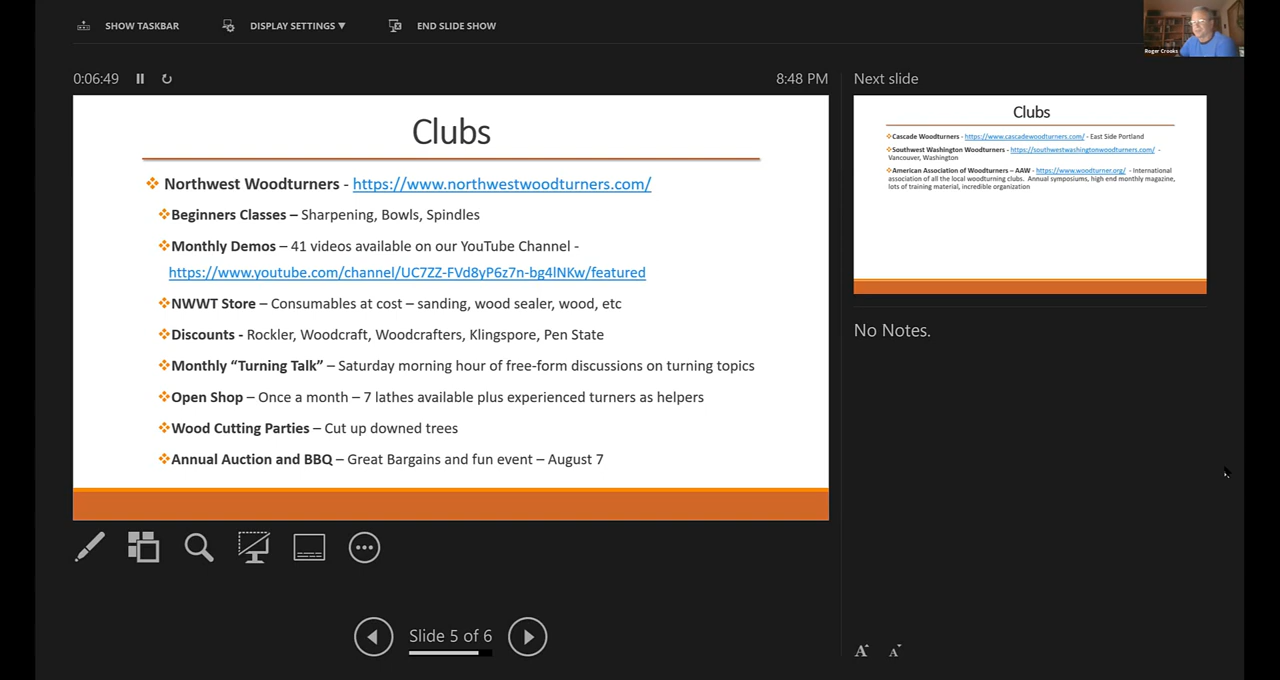 SHOW TASKBAR
DISPLAY SETTINGS ▼
END SLIDE SHOW
Roger Crooks
0:06:49
8:48 PM
Clubs
Northwest Woodturners - https://www.northwestwoodturners.com/
Beginners Classes – Sharpening, Bowls, Spindles
Monthly Demos – 41 videos available on our YouTube Channel -
https://www.youtube.com/channel/UC7ZZ-FVd8yP6z7n-bg4lNKw/featured
NWWT Store – Consumables at cost – sanding, wood sealer, wood, etc
Discounts - Rockler, Woodcraft, Woodcrafters, Klingspore, Pen State
Monthly “Turning Talk” – Saturday morning hour of free-form discussions on turning topics
Open Shop – Once a month – 7 lathes available plus experienced turners as helpers
Wood Cutting Parties – Cut up downed trees
Annual Auction and BBQ – Great Bargains and fun event – August 7
Slide 5 of 6
Next slide
Clubs
Cascade Woodturners - https://www.cascadewoodturners.com/ - East Side Portland
Southwest Washington Woodturners - https://southwestwashingtonwoodturners.com/ -
Vancouver, Washington
American Association of Woodturners – AAW - https://www.woodturner.org/ - International
association of all the local woodturning clubs. Annual symposiums, high end monthly magazine,
lots of training material, incredible organization
No Notes.
A A